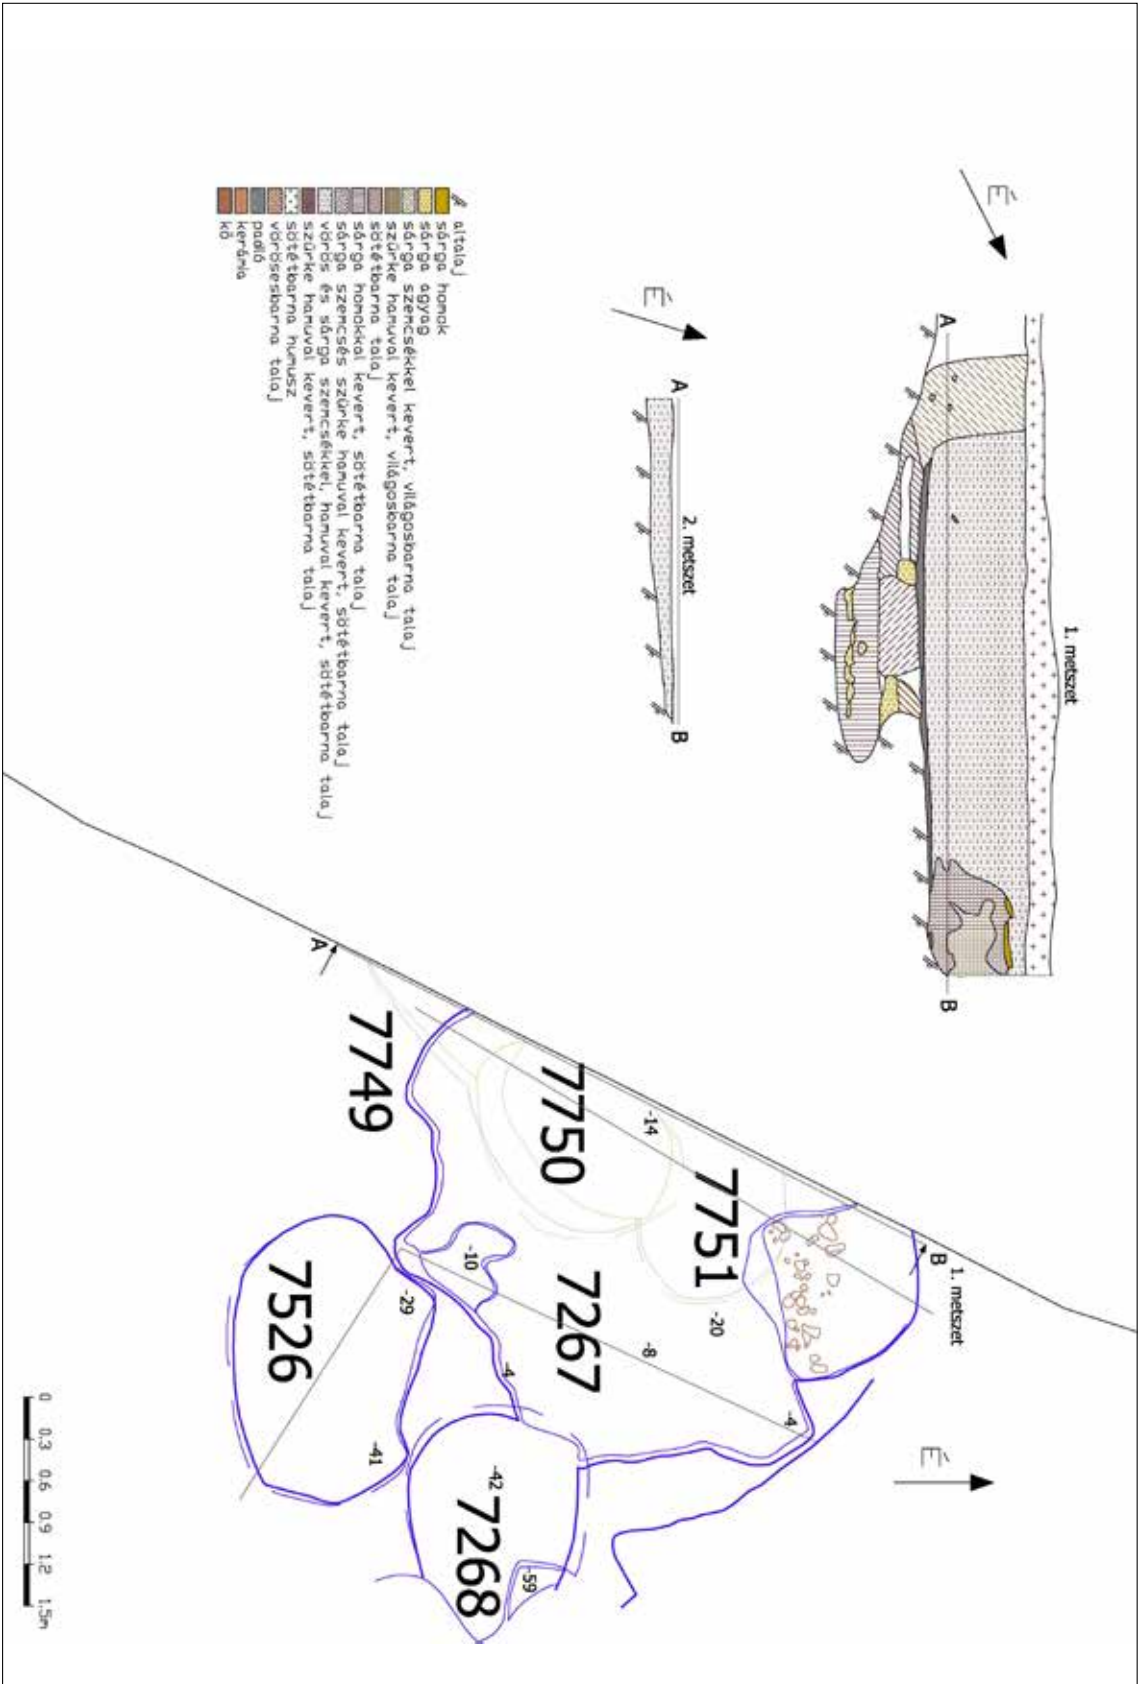 1. metszet
É
A
B
É
A
2. metszet
B
altalaj
sárga homok
sárga agyag
sárga szemcsékkel kevert, világosbarna talaj
szürke hamuval kevert, világosbarna talaj
sötétbarna talaj
sárga homokkal kevert, sötétbarna talaj
sárga szemcsés szürke hamuval kevert, sötétbarna talaj
vörös és sárga szemcsékkel, hamuval kevert, sötétbarna talaj
szürke hamuval kevert, sötétbarna talaj
sötétbarna humusz
vörösesbarna talaj
padló
kerámia
kő
1. metszet
B
É
7751
-14
-20
-4
7750
7267
-8
-10
-4
-42
-59
7268
A
7749
-29
-41
7526
0 0.3 0.6 0.9 1.2 1.5m